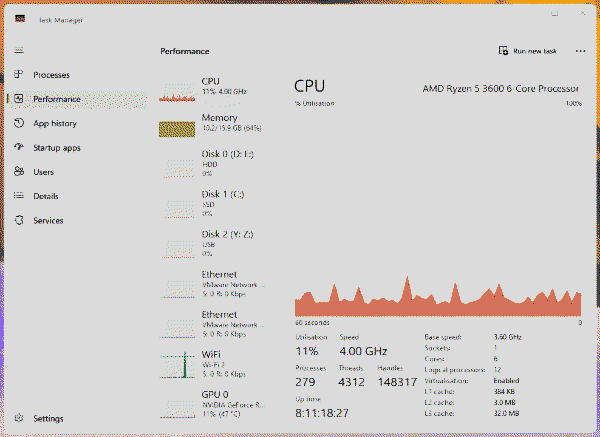 Task Manager
Performance
Run new task
Processes
Performance
App history
Startup apps
Users
Details
Services
Settings
CPU
11% 4.00 GHz
Memory
10.2/15.9 GB (64%)
Disk 0 (D: E:)
HDD
0%
Disk 1 (C:)
SSD
0%
Disk 2 (Y: Z:)
USB
0%
Ethernet
VMware Network ...
S: 0 R: 0 Kbps
Ethernet
VMware Network ...
S: 0 R: 0 Kbps
WiFi
Wi-Fi 2
S: 0 R: 0 Kbps
GPU 0
NVIDIA GeForce R...
11% (47 °C)
CPU
AMD Ryzen 5 3600 6-Core Processor
% Utilisation
100%
60 seconds
0
Utilisation
Speed
11%
4.00 GHz
Processes
Threads
Handles
279
4312
148317
Up time
8:11:18:27
Base speed: 3.60 GHz
Sockets: 1
Cores: 6
Logical processors: 12
Virtualisation: Enabled
L1 cache: 384 KB
L2 cache: 3.0 MB
L3 cache: 32.0 MB